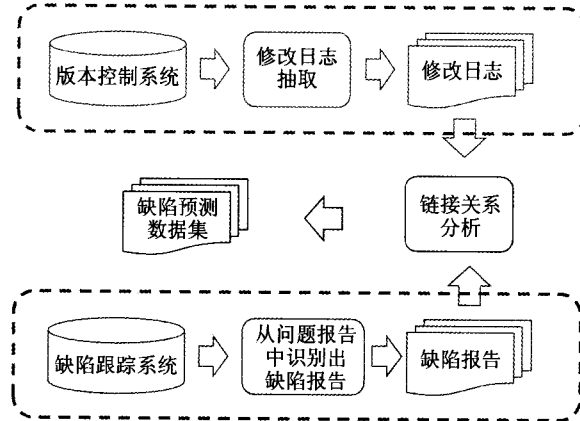 版本控制系统
修改日志
抽取
修改日志
缺陷预测
数据集
链接关系
分析
缺陷跟踪系统
从问题报告
中识别出
缺陷报告
缺陷报告